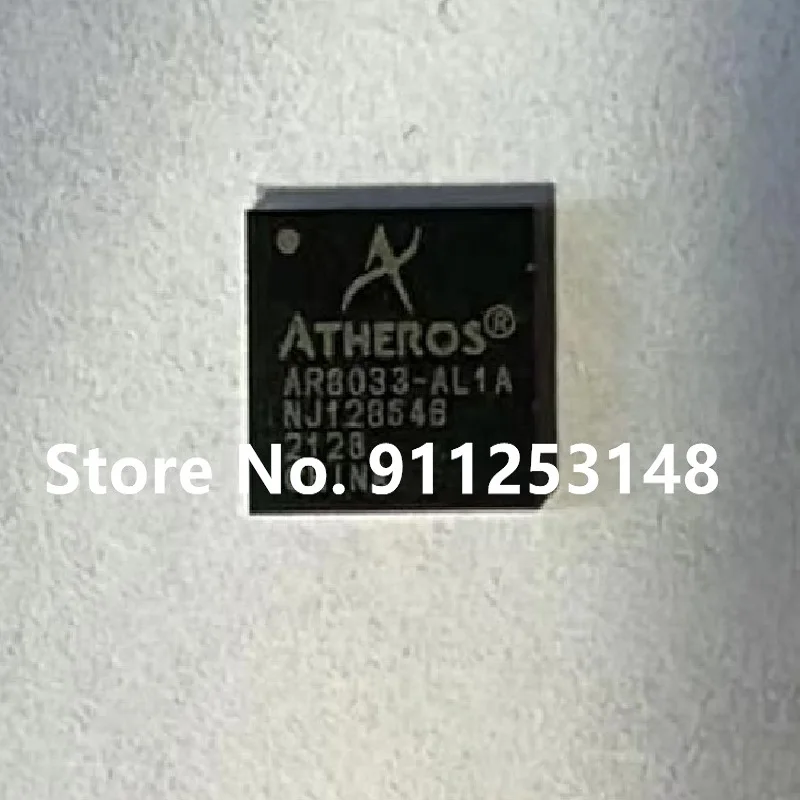 ATHEROS®
AR8033-AL1A
NJ128546
2128
Store No: 911253148